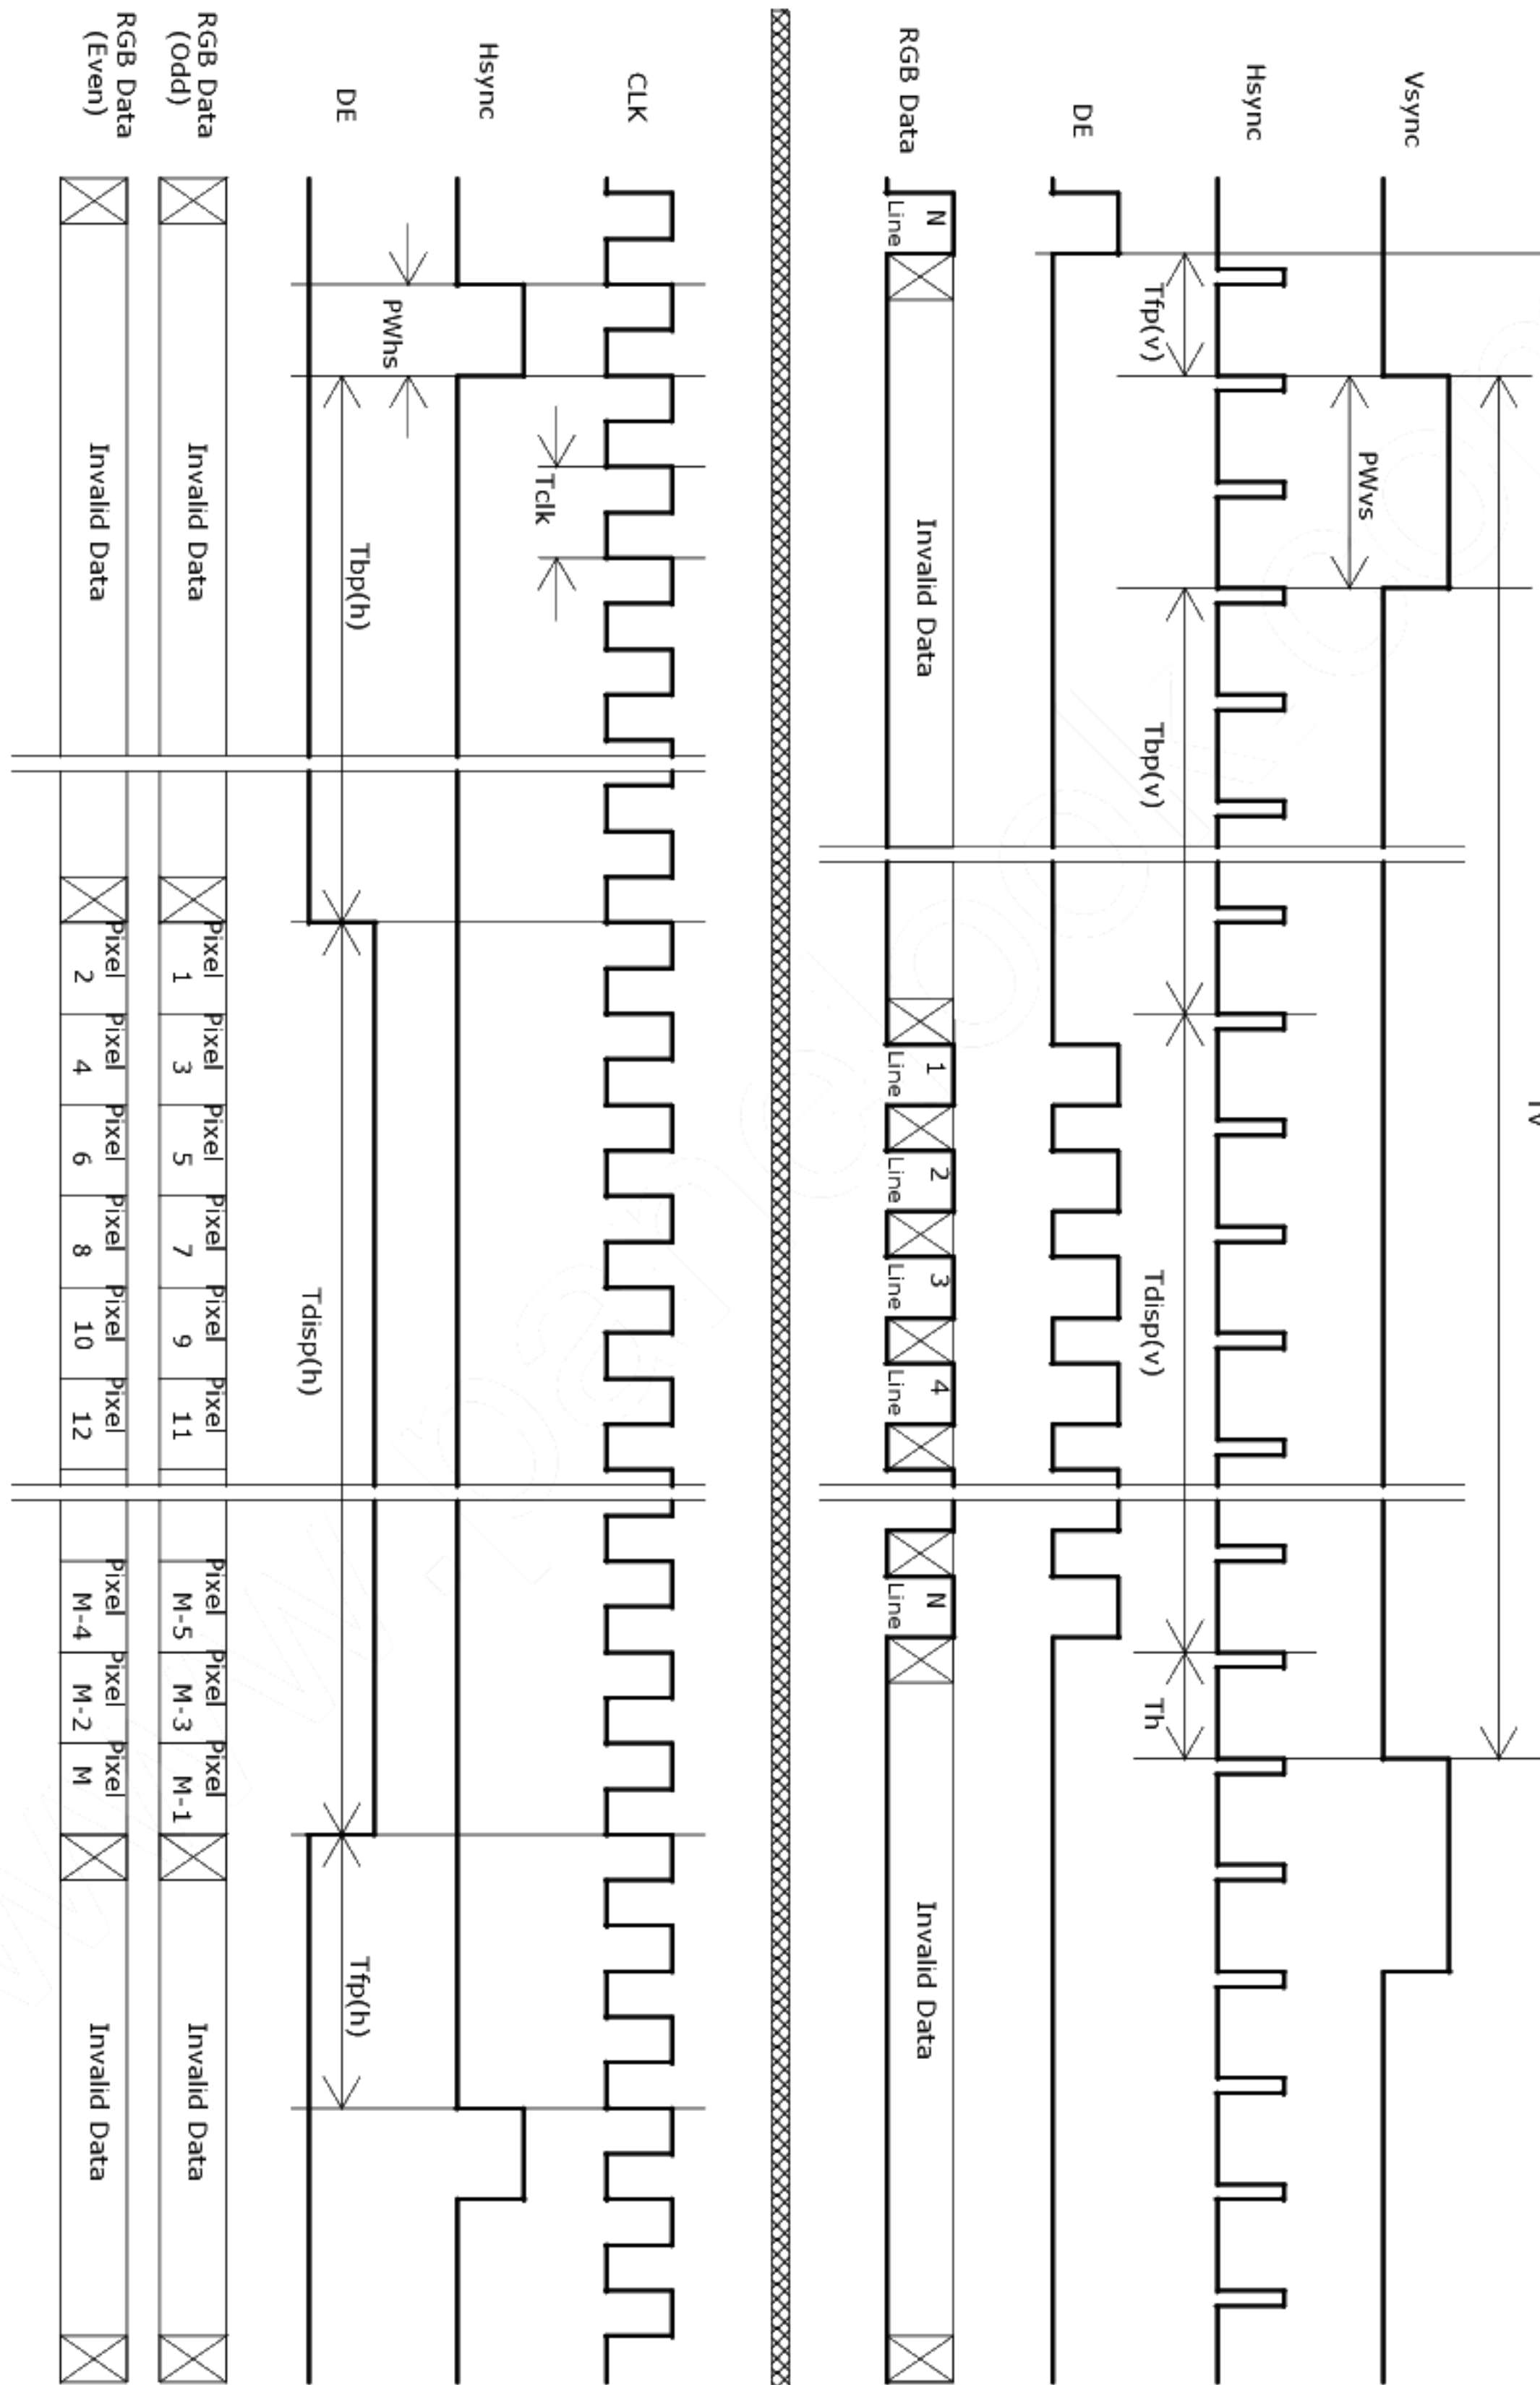 Tv
Vsync
PWvs
Hsync
Tfp(v)
Tbp(v)
Tdisp(v)
Th
DE
RGB Data
N
Line
Invalid Data
1
Line
2
Line
3
Line
4
Line
N
Line
Invalid Data
CLK
Tclk
Hsync
PWhs
DE
Tbp(h)
Tdisp(h)
Tfp(h)
RGB Data
(Odd)
Invalid Data
Pixel Pixel Pixel Pixel Pixel Pixel Pixel Pixel Pixel
1 3 5 7 9 11 M-5 M-3 M-1
Invalid Data
RGB Data
(Even)
Invalid Data
Pixel Pixel Pixel Pixel Pixel Pixel Pixel Pixel Pixel
2 4 6 8 10 12 M-4 M-2 M
Invalid Data